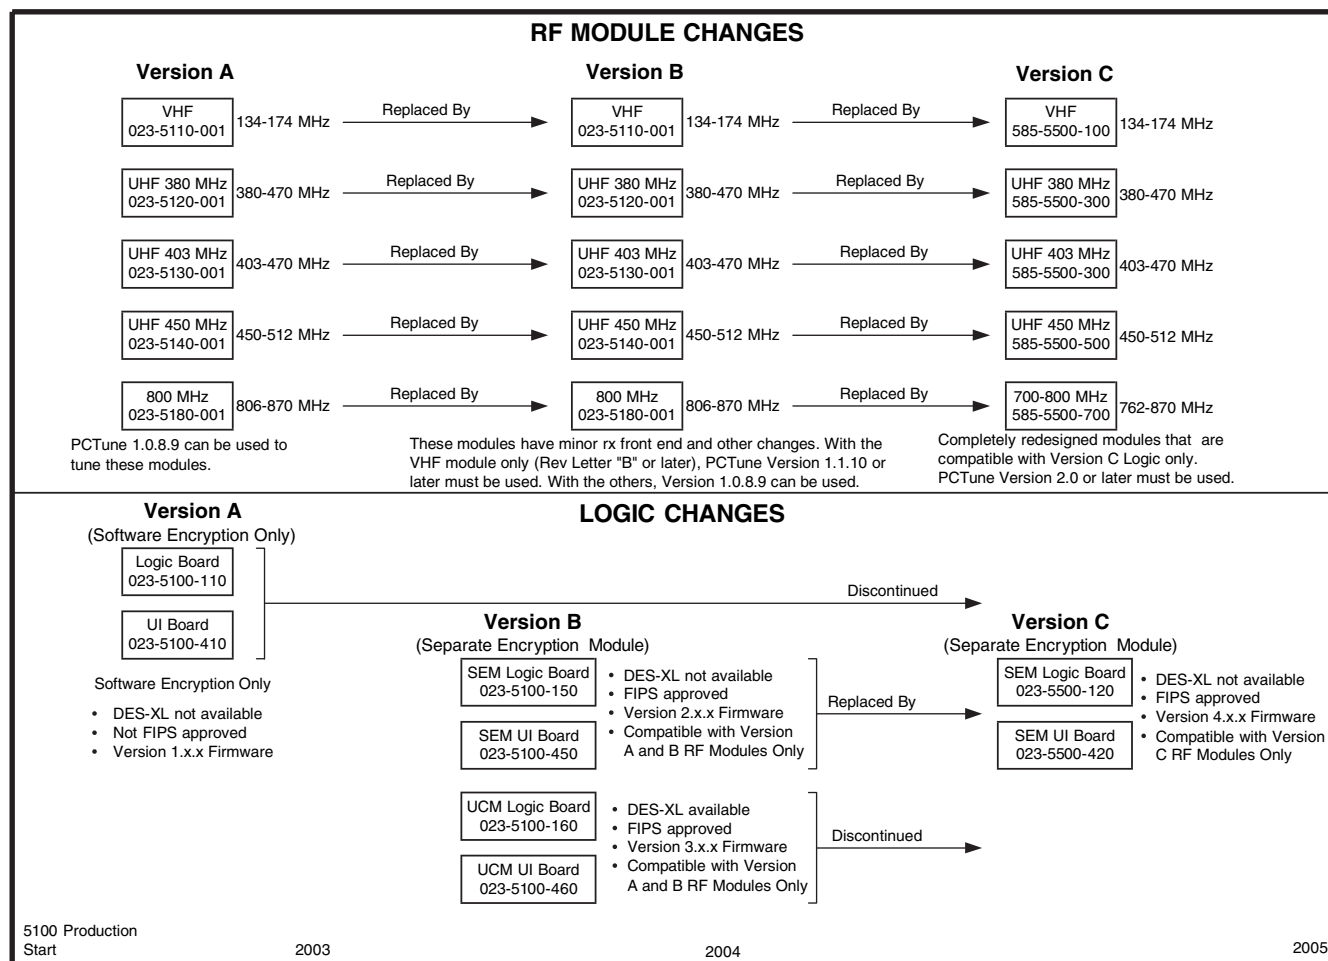 RF MODULE CHANGES
Version A
Version B
Version C
VHF
023-5110-001
134-174 MHz
Replaced By
VHF
023-5110-001
134-174 MHz
Replaced By
VHF
585-5500-100
134-174 MHz
UHF 380 MHz
023-5120-001
380-470 MHz
Replaced By
UHF 380 MHz
023-5120-001
380-470 MHz
Replaced By
UHF 380 MHz
585-5500-300
380-470 MHz
UHF 403 MHz
023-5130-001
403-470 MHz
Replaced By
UHF 403 MHz
023-5130-001
403-470 MHz
Replaced By
UHF 403 MHz
585-5500-300
403-470 MHz
UHF 450 MHz
023-5140-001
450-512 MHz
Replaced By
UHF 450 MHz
023-5140-001
450-512 MHz
Replaced By
UHF 450 MHz
585-5500-500
450-512 MHz
800 MHz
023-5180-001
806-870 MHz
Replaced By
800 MHz
023-5180-001
806-870 MHz
Replaced By
700-800 MHz
585-5500-700
762-870 MHz
PCTune 1.0.8.9 can be used to
tune these modules.
These modules have minor rx front end and other changes. With the
VHF module only (Rev Letter "B" or later), PCTune Version 1.1.10 or
later must be used. With the others, Version 1.0.8.9 can be used.
Completely redesigned modules that are
compatible with Version C Logic only.
PCTune Version 2.0 or later must be used.
LOGIC CHANGES
Version A
(Software Encryption Only)
Logic Board
023-5100-110
UI Board
023-5100-410
Discontinued
Software Encryption Only
• DES-XL not available
• Not FIPS approved
• Version 1.x.x Firmware
Version B
(Separate Encryption Module)
SEM Logic Board
023-5100-150
SEM UI Board
023-5100-450
• DES-XL not available
• FIPS approved
• Version 2.x.x Firmware
• Compatible with Version
A and B RF Modules Only
Replaced By
Version C
(Separate Encryption Module)
SEM Logic Board
023-5500-120
SEM UI Board
023-5500-420
• DES-XL not available
• FIPS approved
• Version 4.x.x Firmware
• Compatible with Version
C RF Modules Only
UCM Logic Board
023-5100-160
UCM UI Board
023-5100-460
• DES-XL available
• FIPS approved
• Version 3.x.x Firmware
• Compatible with Version
A and B RF Modules Only
Discontinued
5100 Production
Start
2003
2004
2005